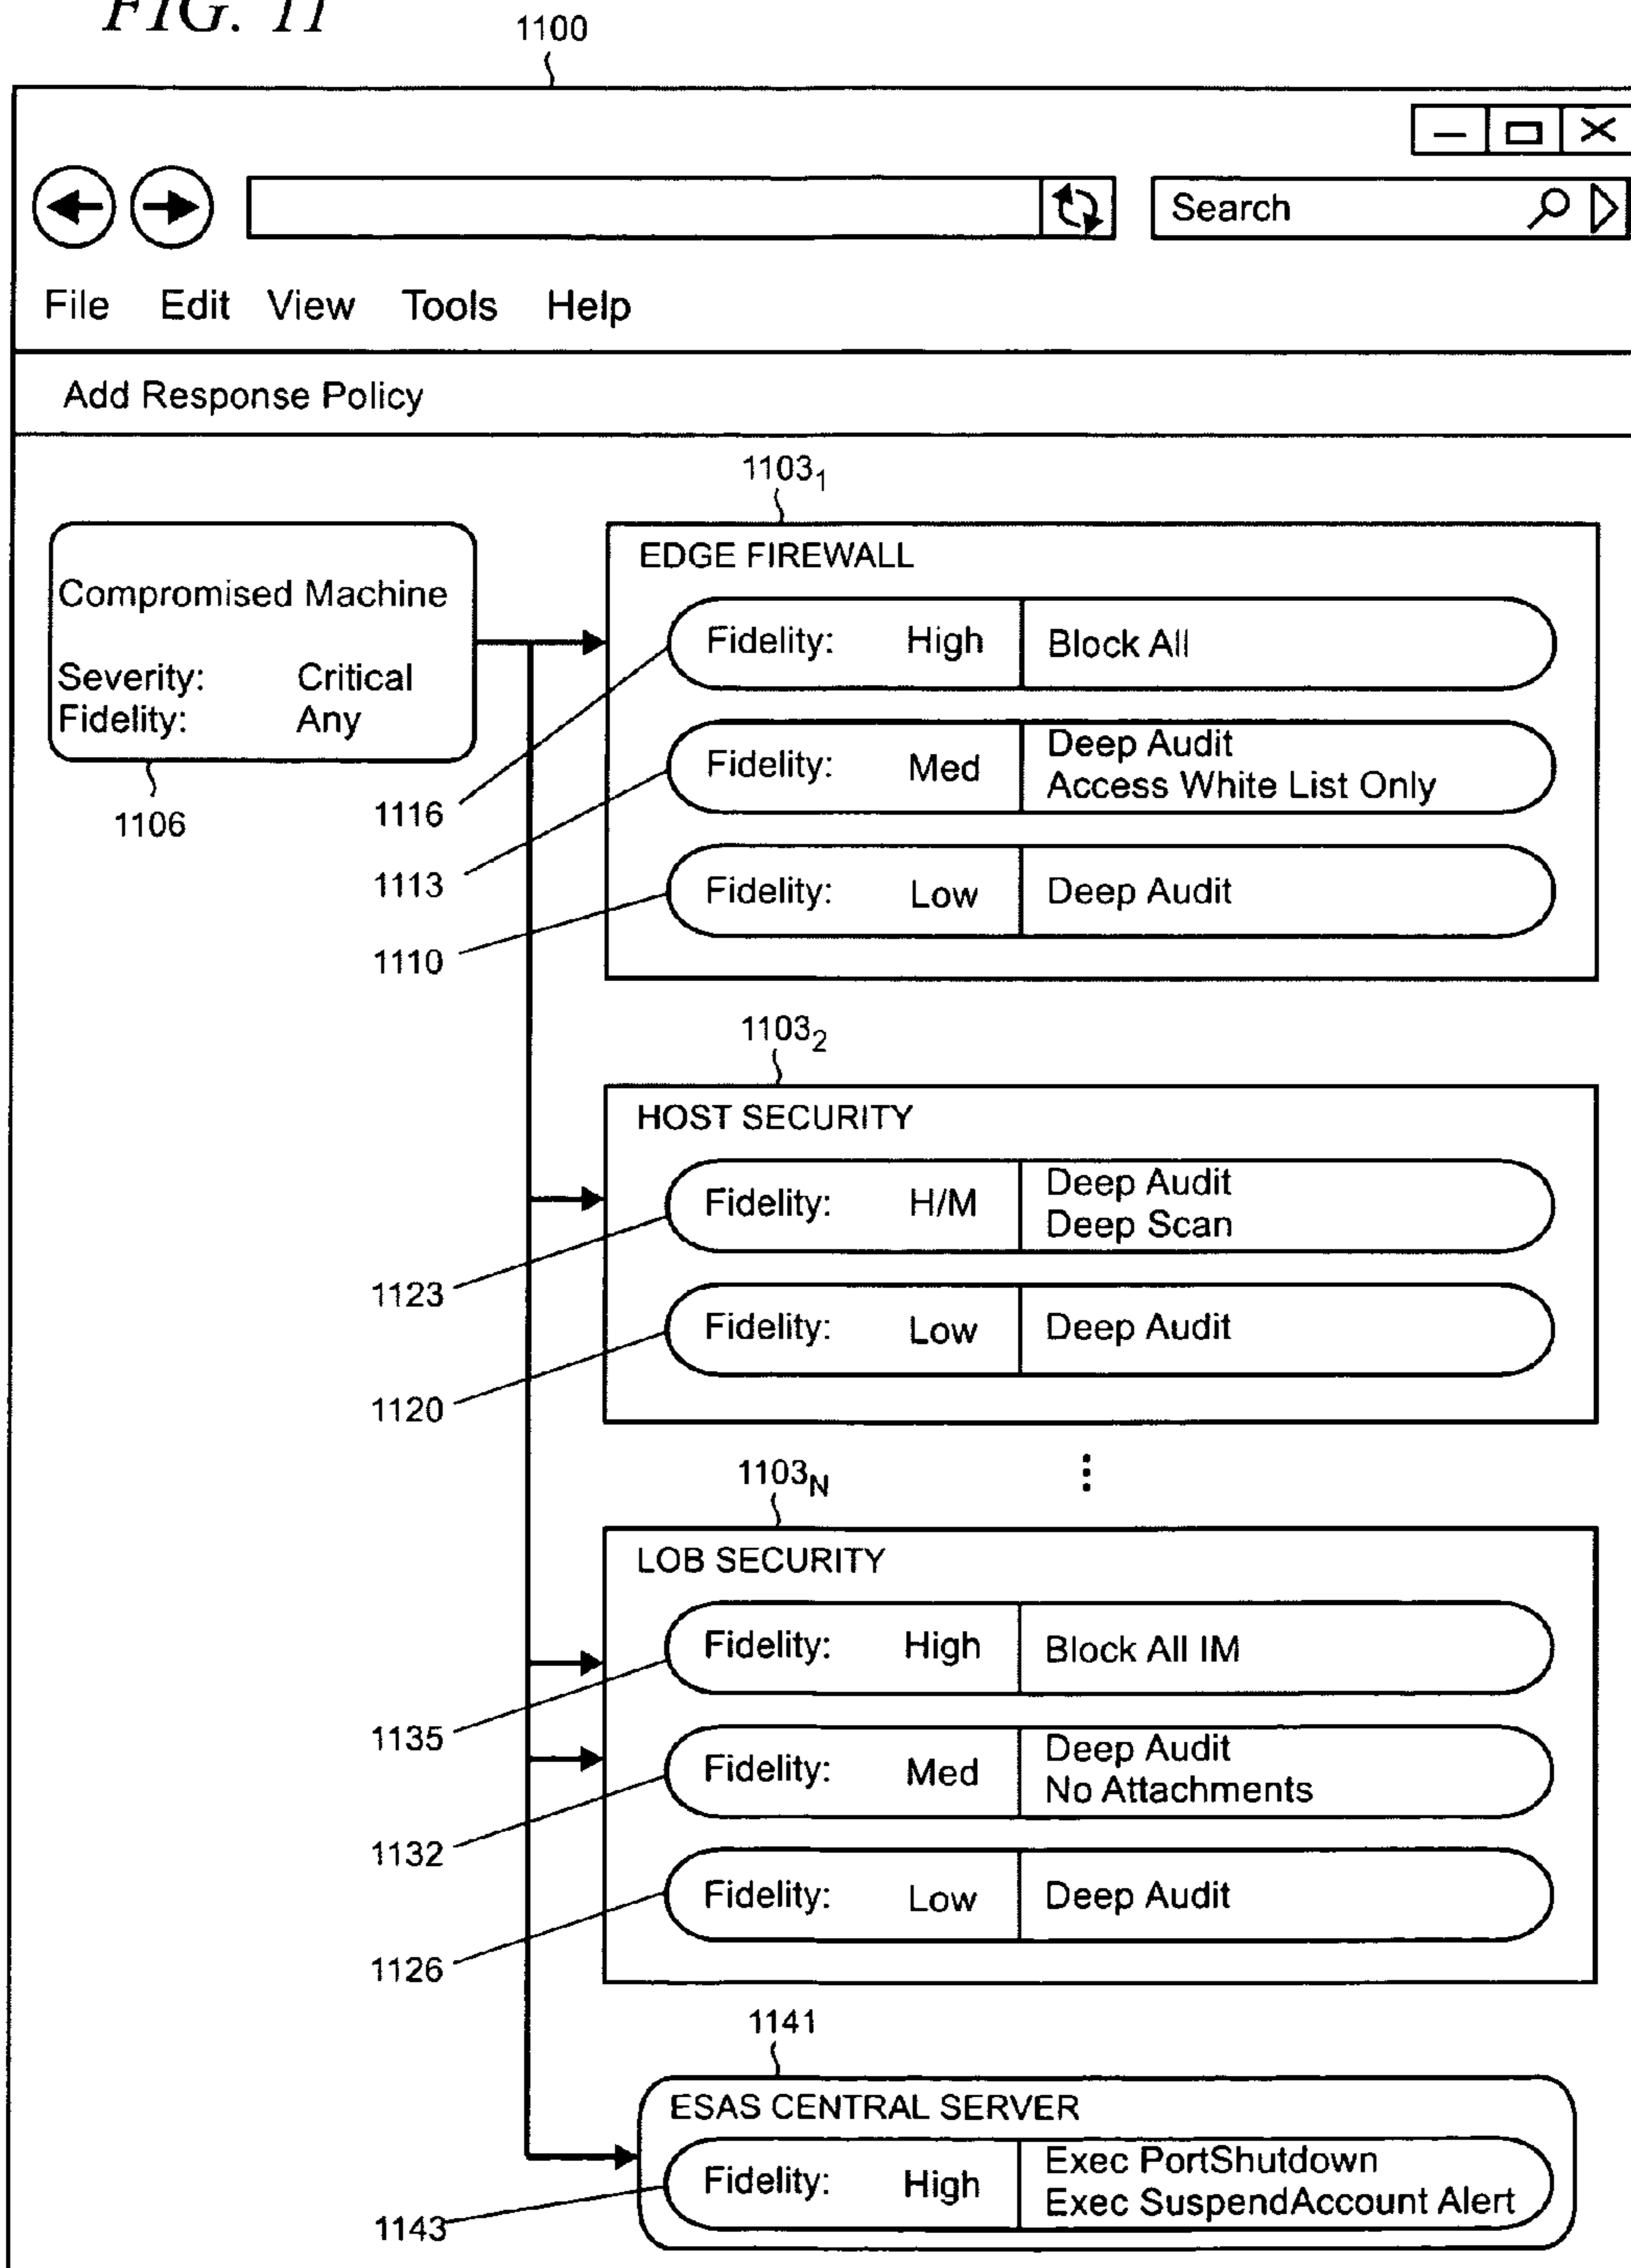 FIG. 11
1100
Search
File Edit View Tools Help
Add Response Policy
Compromised Machine
Severity: Critical
Fidelity: Any
1106
1103₁
EDGE FIREWALL
Fidelity: High Block All
Fidelity: Med Deep Audit
Access White List Only
Fidelity: Low Deep Audit
1116
1113
1110
1103₂
HOST SECURITY
Fidelity: H/M Deep Audit
Deep Scan
Fidelity: Low Deep Audit
1123
1120
1103N
LOB SECURITY
Fidelity: High Block All IM
Fidelity: Med Deep Audit
No Attachments
Fidelity: Low Deep Audit
1135
1132
1126
1141
ESAS CENTRAL SERVER
Fidelity: High Exec PortShutdown
Exec SuspendAccount Alert
1143